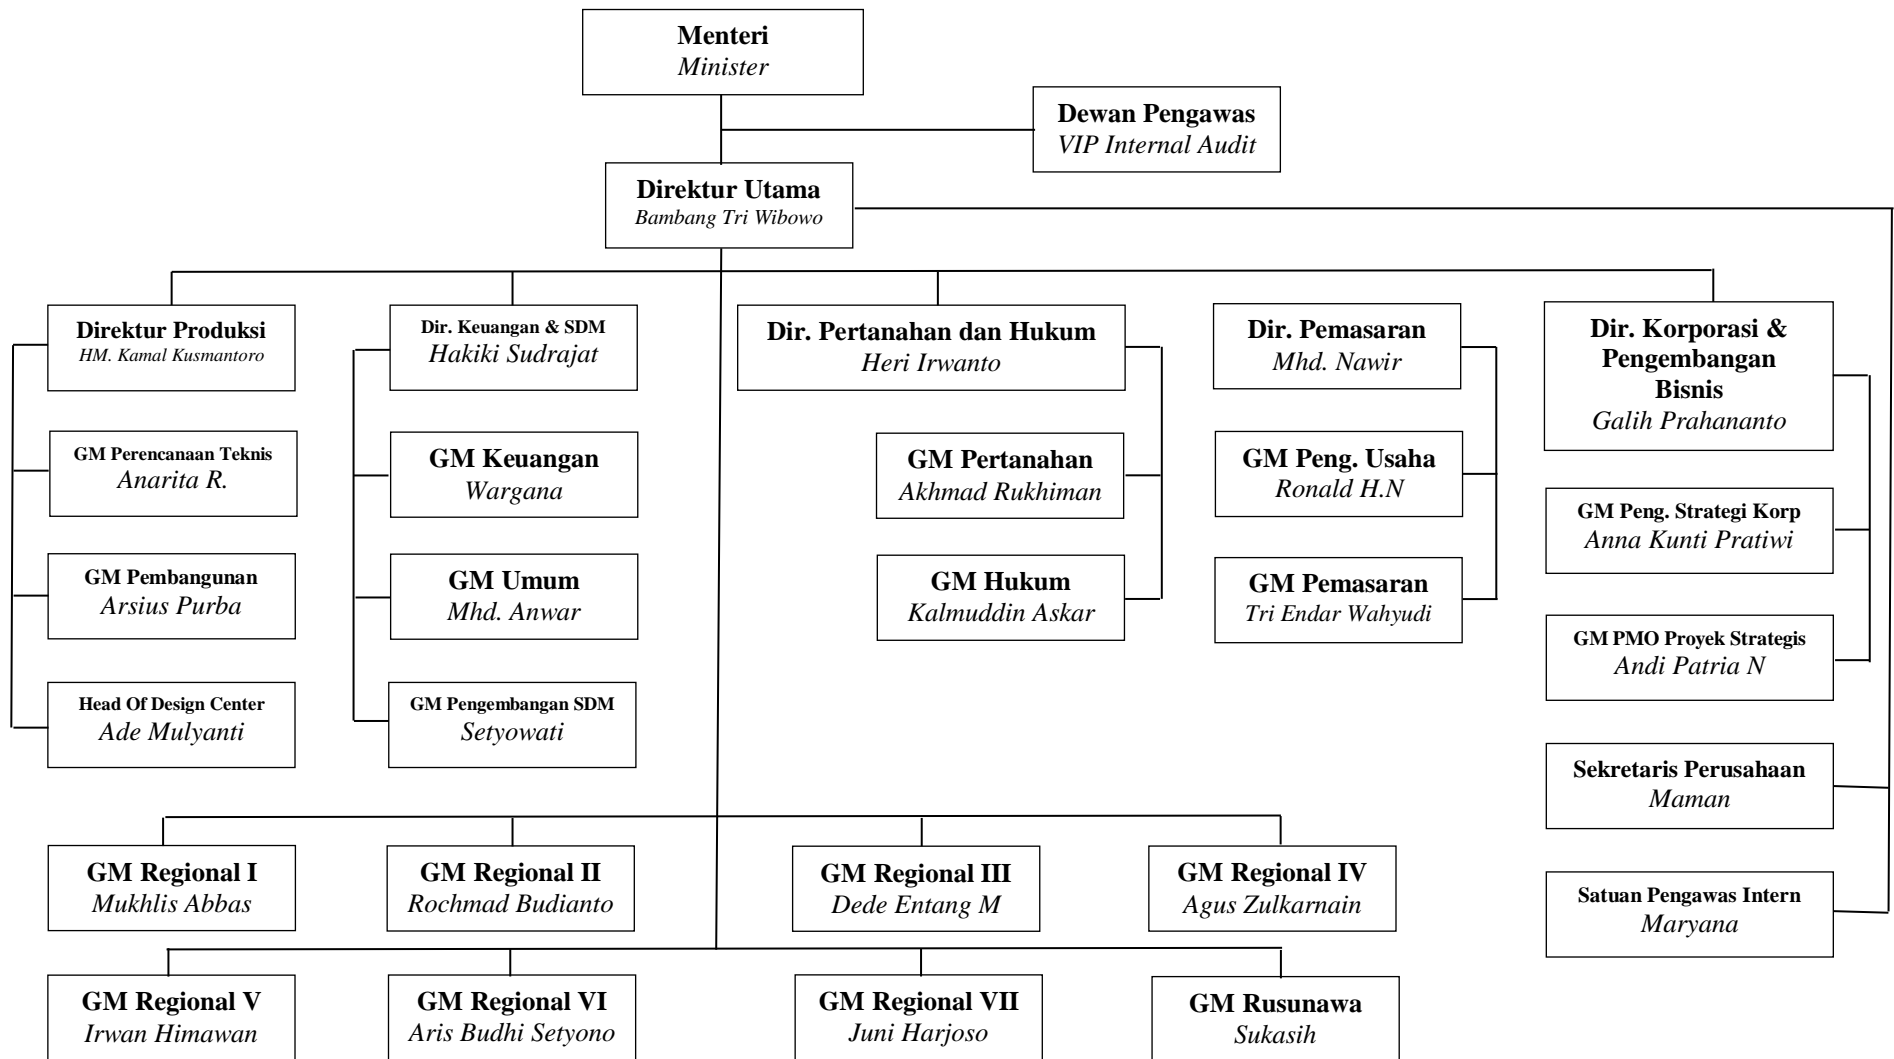 Menteri
Minister
Dewan Pengawas
VIP Internal Audit
Direktur Utama
Bambang Tri Wibowo
Direktur Produksi
HM. Kamal Kusmantoro
Dir. Keuangan & SDM
Hakiki Sudrajat
Dir. Pertanahan dan Hukum
Heri Irwanto
Dir. Pemasaran
Mhd. Nawir
Dir. Korporasi &
Pengembangan
Bisnis
Galih Prahananto
GM Perencanaan Teknis
Anarita R.
GM Keuangan
Wargana
GM Pertanahan
Akhmad Rukhiman
GM Peng. Usaha
Ronald H.N
GM Peng. Strategi Korp
Anna Kunti Pratiwi
GM Pembangunan
Arsius Purba
GM Umum
Mhd. Anwar
GM Hukum
Kalmuddin Askar
GM Pemasaran
Tri Endar Wahyudi
GM PMO Proyek Strategis
Andi Patria N
Head Of Design Center
Ade Mulyanti
GM Pengembangan SDM
Setyowati
Sekretaris Perusahaan
Maman
GM Regional I
Mukhlis Abbas
GM Regional II
Rochmad Budianto
GM Regional III
Dede Entang M
GM Regional IV
Agus Zulkarnain
Satuan Pengawas Intern
Maryana
GM Regional V
Irwan Himawan
GM Regional VI
Aris Budhi Setyono
GM Regional VII
Juni Harjoso
GM Rusunawa
Sukasih